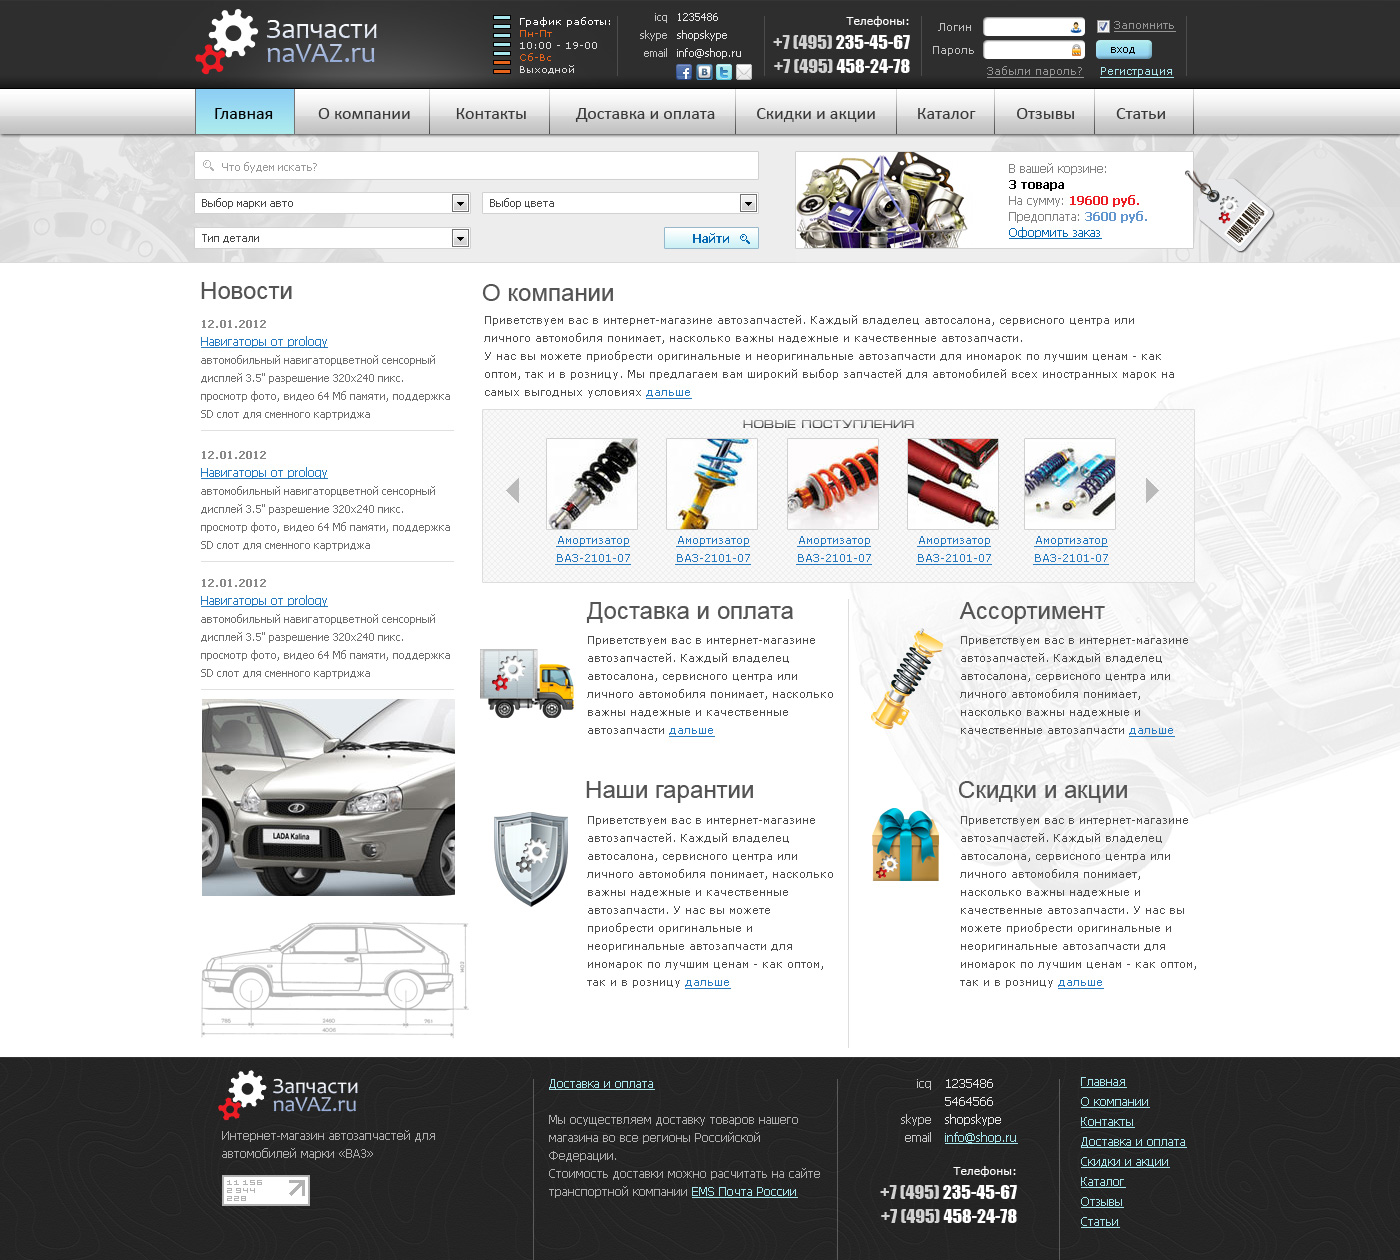 Запчасти
naVAZ.ru
График работы:
Пн-Пт
10:00 - 19-00
Сб-Вс
Выходной
icq 1235486
skype shopskype
email info@shop.ru
Телефоны:
+7 (495) 235-45-67
+7 (495) 458-24-78
Логин
Запомнить
Пароль
вход
Забыли пароль?
Регистрация
Главная
О компании
Контакты
Доставка и оплата
Скидки и акции
Каталог
Отзывы
Статьи
Что будем искать?
Выбор марки авто
Выбор цвета
Тип детали
Найти
В вашей корзине:
3 товара
На сумму: 19600 руб.
Предоплата: 3600 руб.
Оформить заказ
Новости
12.01.2012
Навигаторы от prology
автомобильный навигаторцветной сенсорный
дисплей 3.5" разрешение 320x240 пикс.
просмотр фото, видео 64 Мб памяти, поддержка
SD слот для сменного картриджа
12.01.2012
Навигаторы от prology
автомобильный навигаторцветной сенсорный
дисплей 3.5" разрешение 320x240 пикс.
просмотр фото, видео 64 Мб памяти, поддержка
SD слот для сменного картриджа
12.01.2012
Навигаторы от prology
автомобильный навигаторцветной сенсорный
дисплей 3.5" разрешение 320x240 пикс.
просмотр фото, видео 64 Мб памяти, поддержка
SD слот для сменного картриджа
LADA Kalina
785
2460
761
4006
О компании
Приветствуем вас в интернет-магазине автозапчастей. Каждый владелец автосалона, сервисного центра или
личного автомобиля понимает, насколько важны надежные и качественные автозапчасти.
У нас вы можете приобрести оригинальные и неоригинальные автозапчасти для иномарок по лучшим ценам - как
оптом, так и в розницу. Мы предлагаем вам широкий выбор запчастей для автомобилей всех иностранных марок на
самых выгодных условиях дальше
НОВЫЕ ПОСТУПЛЕНИЯ
Амортизатор
ВАЗ-2101-07
Амортизатор
ВАЗ-2101-07
Амортизатор
ВАЗ-2101-07
Амортизатор
ВАЗ-2101-07
Амортизатор
ВАЗ-2101-07
Доставка и оплата
Приветствуем вас в интернет-магазине
автозапчастей. Каждый владелец
автосалона, сервисного центра или
личного автомобиля понимает, насколько
важны надежные и качественные
автозапчасти дальше
Ассортимент
Приветствуем вас в интернет-магазине
автозапчастей. Каждый владелец
автосалона, сервисного центра или
личного автомобиля понимает,
насколько важны надежные и
качественные автозапчасти дальше
Наши гарантии
Приветствуем вас в интернет-магазине
автозапчастей. Каждый владелец
автосалона, сервисного центра или
личного автомобиля понимает, насколько
важны надежные и качественные
автозапчасти. У нас вы можете
приобрести оригинальные и
неоригинальные автозапчасти для
иномарок по лучшим ценам - как оптом,
так и в розницу дальше
Скидки и акции
Приветствуем вас в интернет-магазине
автозапчастей. Каждый владелец
автосалона, сервисного центра или
личного автомобиля понимает,
насколько важны надежные и
качественные автозапчасти. У нас вы
можете приобрести оригинальные и
неоригинальные автозапчасти для
иномарок по лучшим ценам - как оптом,
так и в розницу дальше
Запчасти
naVAZ.ru
Интернет-магазин автозапчастей для
автомобилей марки «ВАЗ»
11156
2944
228
Доставка и оплата
Мы осуществляем доставку товаров нашего
магазина во все регионы Российской
Федерации.
Стоимость доставки можно расчитать на сайте
транспортной компании EMS Почта России
icq 1235486
5464566
skype shopskype
email info@shop.ru
Телефоны:
+7 (495) 235-45-67
+7 (495) 458-24-78
Главная
О компании
Контакты
Доставка и оплата
Скидки и акции
Каталог
Отзывы
Статьи